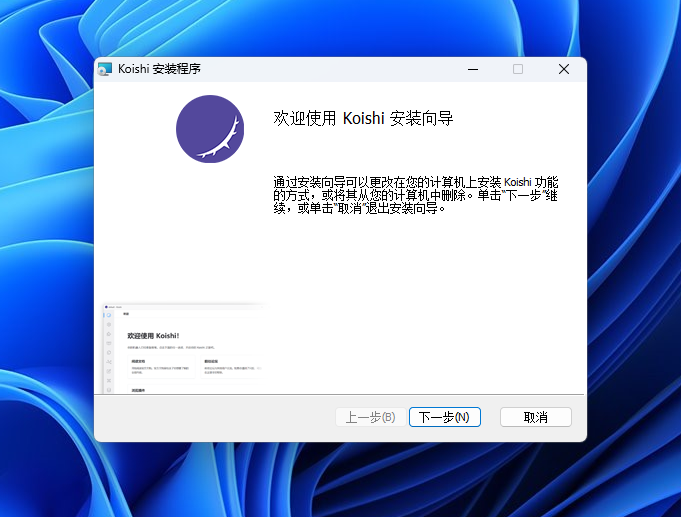 Koishi 安装程序
欢迎使用 Koishi 安装向导
通过安装向导可以更改在您的计算机上安装 Koishi 功能
的方式，或将其从您的计算机中删除。单击“下一步”继
续，或单击“取消”退出安装向导。
欢迎使用 Koishi！
上一步(B)
下一步(N)
取消